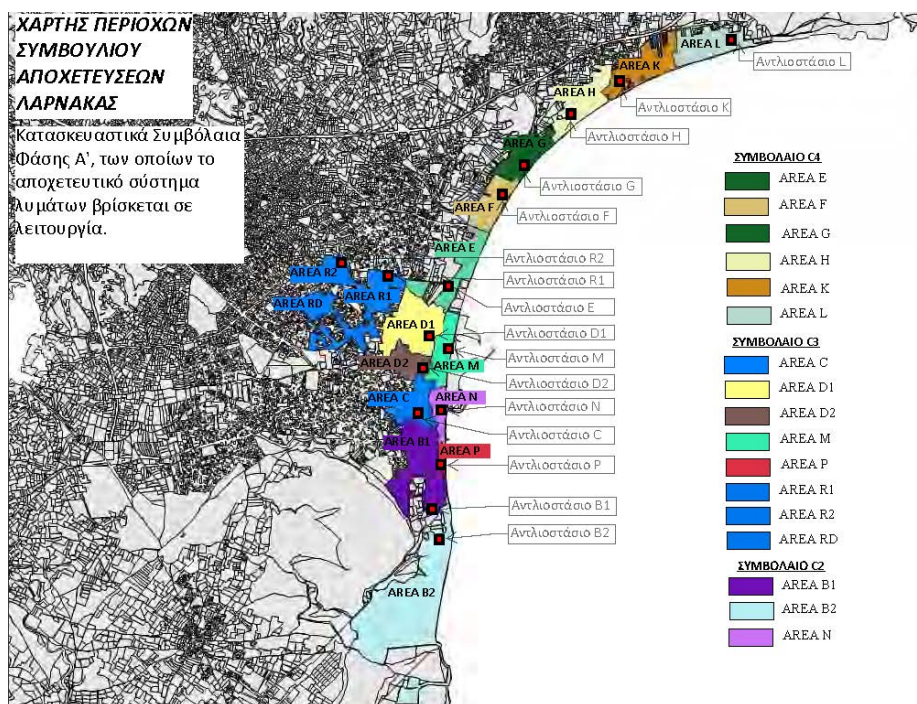 ΧΑΡΤΗΣ ΠΕΡΙΟΧΩΝ
ΣΥΜΒΟΥΛΙΟΥ
ΑΠΟΧΕΤΕΥΣΕΩΝ
ΛΑΡΝΑΚΑΣ
Κατασκευαστικά Συμβόλαια
Φάσης Α', των οποίων το
αποχετευτικό σύστημα
λυμάτων βρίσκεται σε
λειτουργία.
AREA L
Αντλιοστάσιο L
AREA K
Αντλιοστάσιο K
AREA H
Αντλιοστάσιο H
AREA G
Αντλιοστάσιο G
AREA F
Αντλιοστάσιο F
AREA E
Αντλιοστάσιο R2
AREA R2
Αντλιοστάσιο R1
AREA R1
AREA RD
Αντλιοστάσιο E
AREA D1
Αντλιοστάσιο D1
Αντλιοστάσιο M
AREA D2
AREA M
Αντλιοστάσιο D2
AREA C
AREA N
Αντλιοστάσιο N
Αντλιοστάσιο C
AREA B1
AREA P
Αντλιοστάσιο P
Αντλιοστάσιο B1
Αντλιοστάσιο B2
AREA B2
ΣΥΜΒΟΛΑΙΟ C4
AREA E
AREA F
AREA G
AREA H
AREA K
AREA L
ΣΥΜΒΟΛΑΙΟ C3
AREA C
AREA D1
AREA D2
AREA M
AREA P
AREA R1
AREA R2
AREA RD
ΣΥΜΒΟΛΑΙΟ C2
AREA B1
AREA B2
AREA N